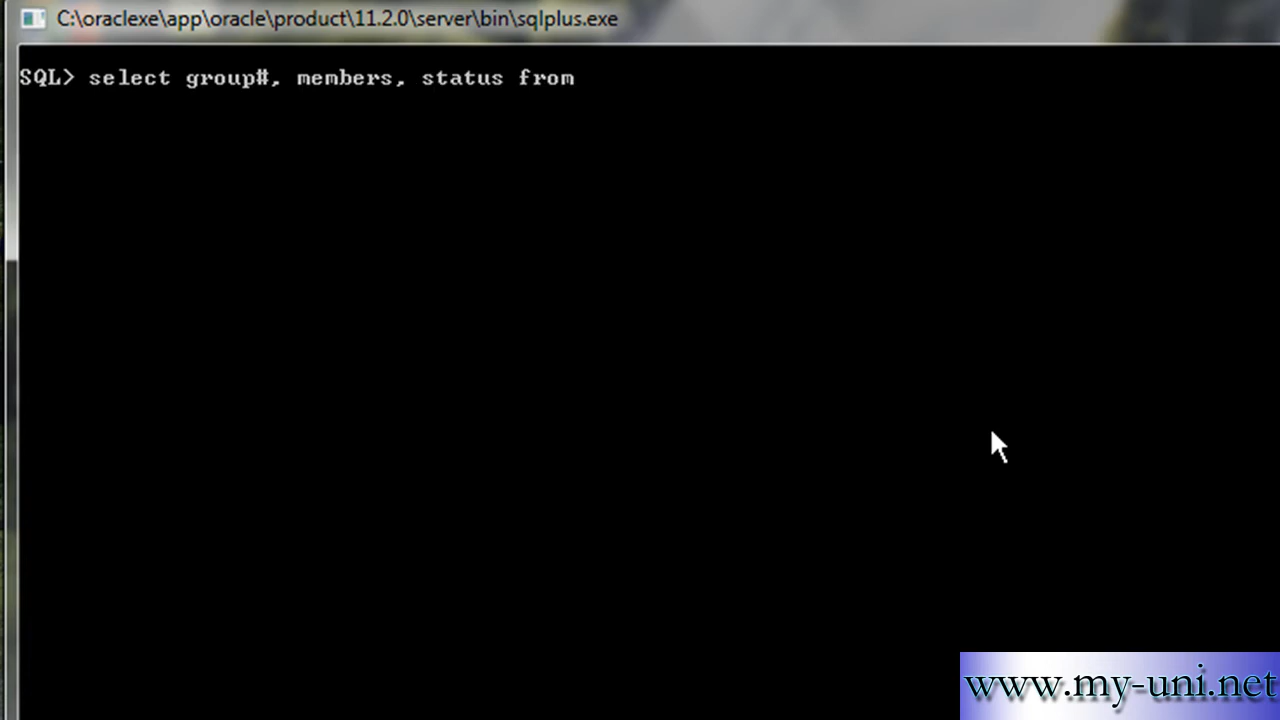 C:\oraclexe\app\oracle\product\11.2.0\server\bin\sqlplus.exe
SQL> select group#, members, status from
www.my-uni.net